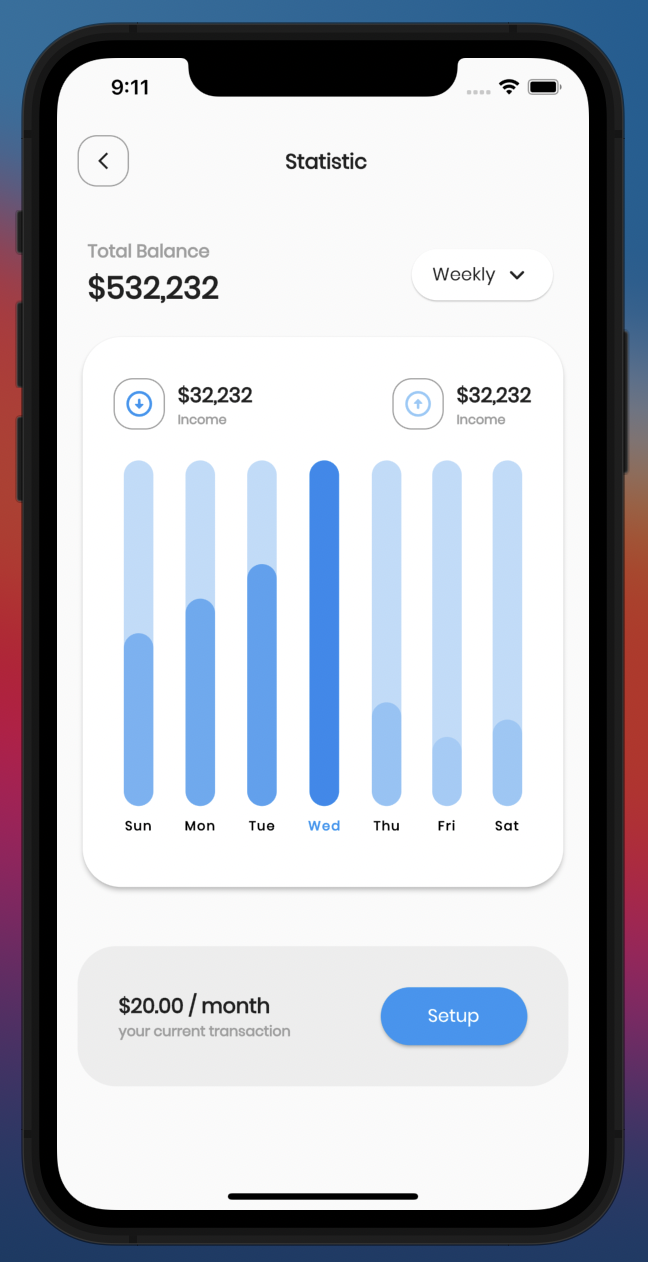 9:11
Statistic
Total Balance
$532,232
Weekly
$32,232
Income
$32,232
Income
Sun Mon Tue Wed Thu Fri Sat
$20.00 / month
your current transaction
Setup